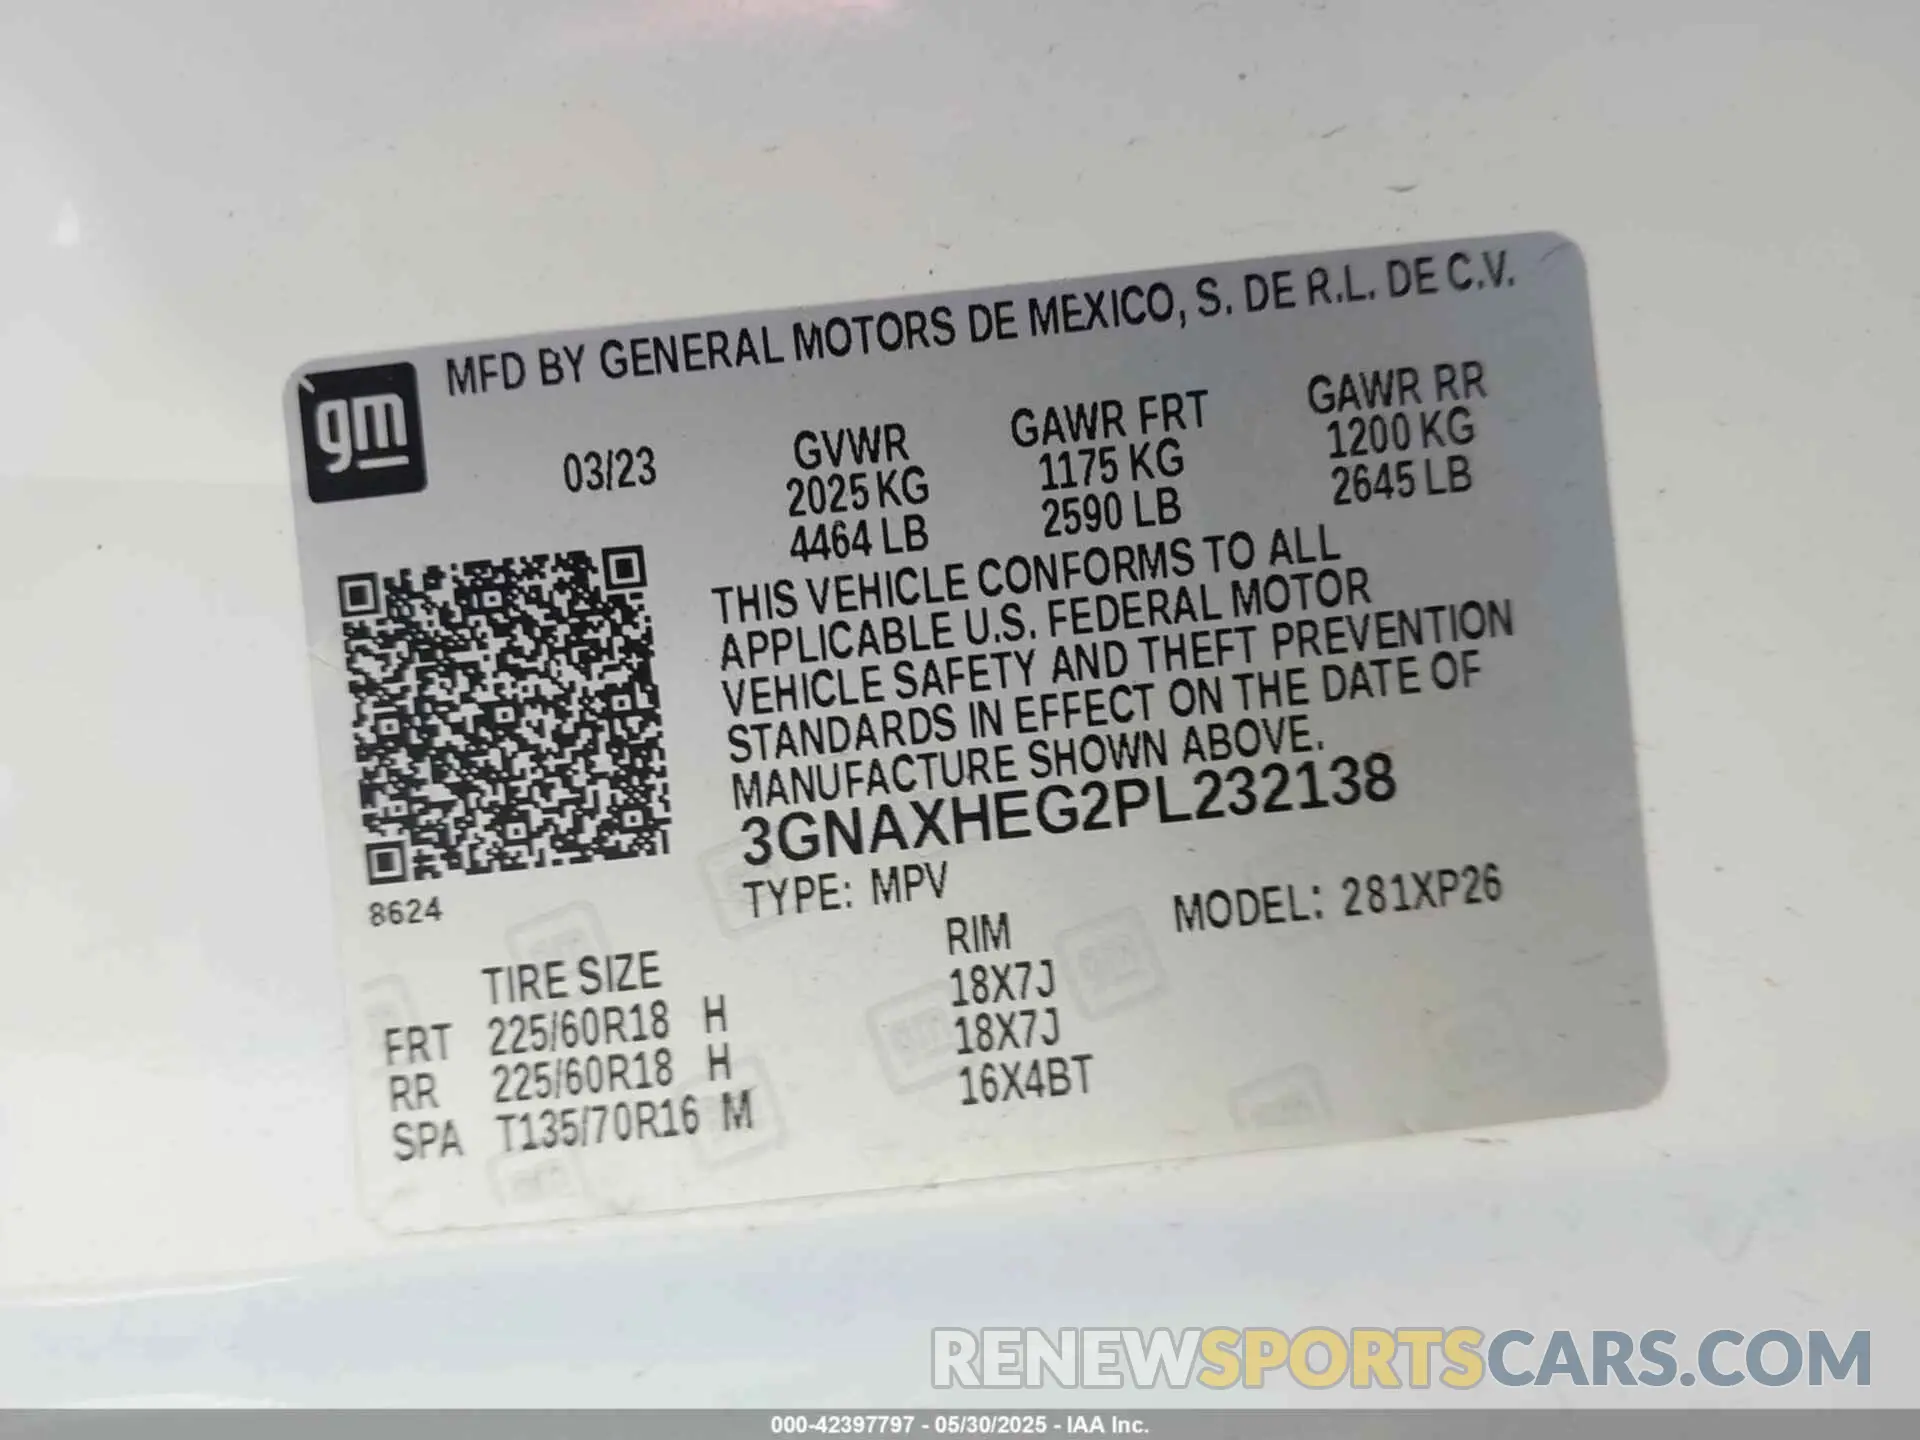 MFD BY GENERAL MOTORS DE MEXICO, S. DE R.L. DE C.V.
gm
03/23
GVWR
2025 KG
4464 LB
GAWR FRT
1175 KG
2590 LB
GAWR RR
1200 KG
2645 LB
THIS VEHICLE CONFORMS TO ALL
APPLICABLE U.S. FEDERAL MOTOR
VEHICLE SAFETY AND THEFT PREVENTION
STANDARDS IN EFFECT ON THE DATE OF
MANUFACTURE SHOWN ABOVE.
3GNAXHEG2PL232138
TYPE: MPV
MODEL: 281XP26
8624
TIRE SIZE
RIM
FRT 225/60R18 H 18X7J
RR 225/60R18 H 18X7J
SPA T135/70R16 M 16X4BT
RENEWSPORTSCARS.COM
000-42397797 - 05/30/2025 - IAA Inc.